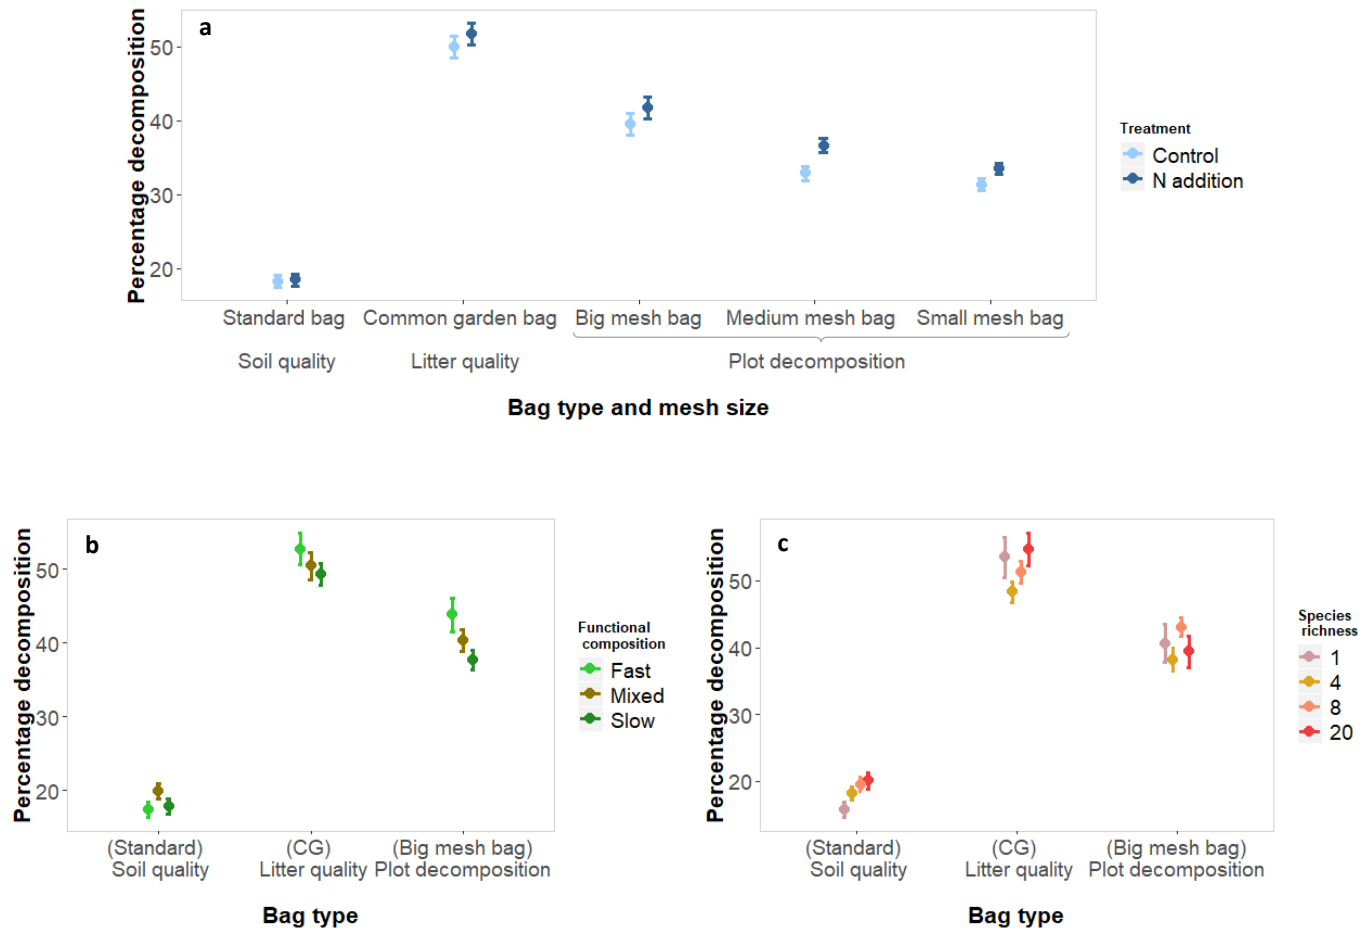 a
Percentage decomposition
50
40
30
20
Standard bag Common garden bag Big mesh bag Medium mesh bag Small mesh bag
Soil quality Litter quality Plot decomposition
Bag type and mesh size
Treatment
Control
N addition
b
Percentage decomposition
50
40
30
20
(Standard) (CG) (Big mesh bag)
Soil quality Litter quality Plot decomposition
Bag type
Functional
composition
Fast
Mixed
Slow
c
Percentage decomposition
50
40
30
20
(Standard) (CG) (Big mesh bag)
Soil quality Litter quality Plot decomposition
Bag type
Species
richness
1
4
8
20